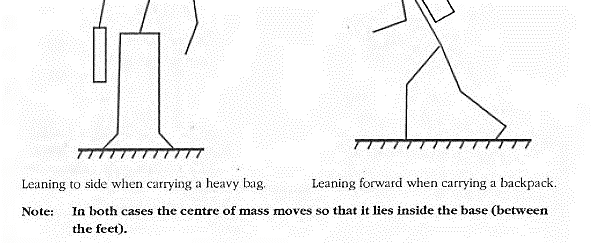 Leaning to side when carrying a heavy bag.
Leaning forward when carrying a backpack.
Note: In both cases the centre of mass moves so that it lies inside the base (between
the feet).